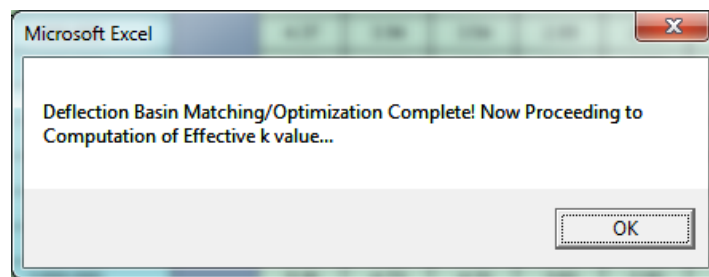 Microsoft Excel
Deflection Basin Matching/Optimization Complete! Now Proceeding to
Computation of Effective k value...
OK